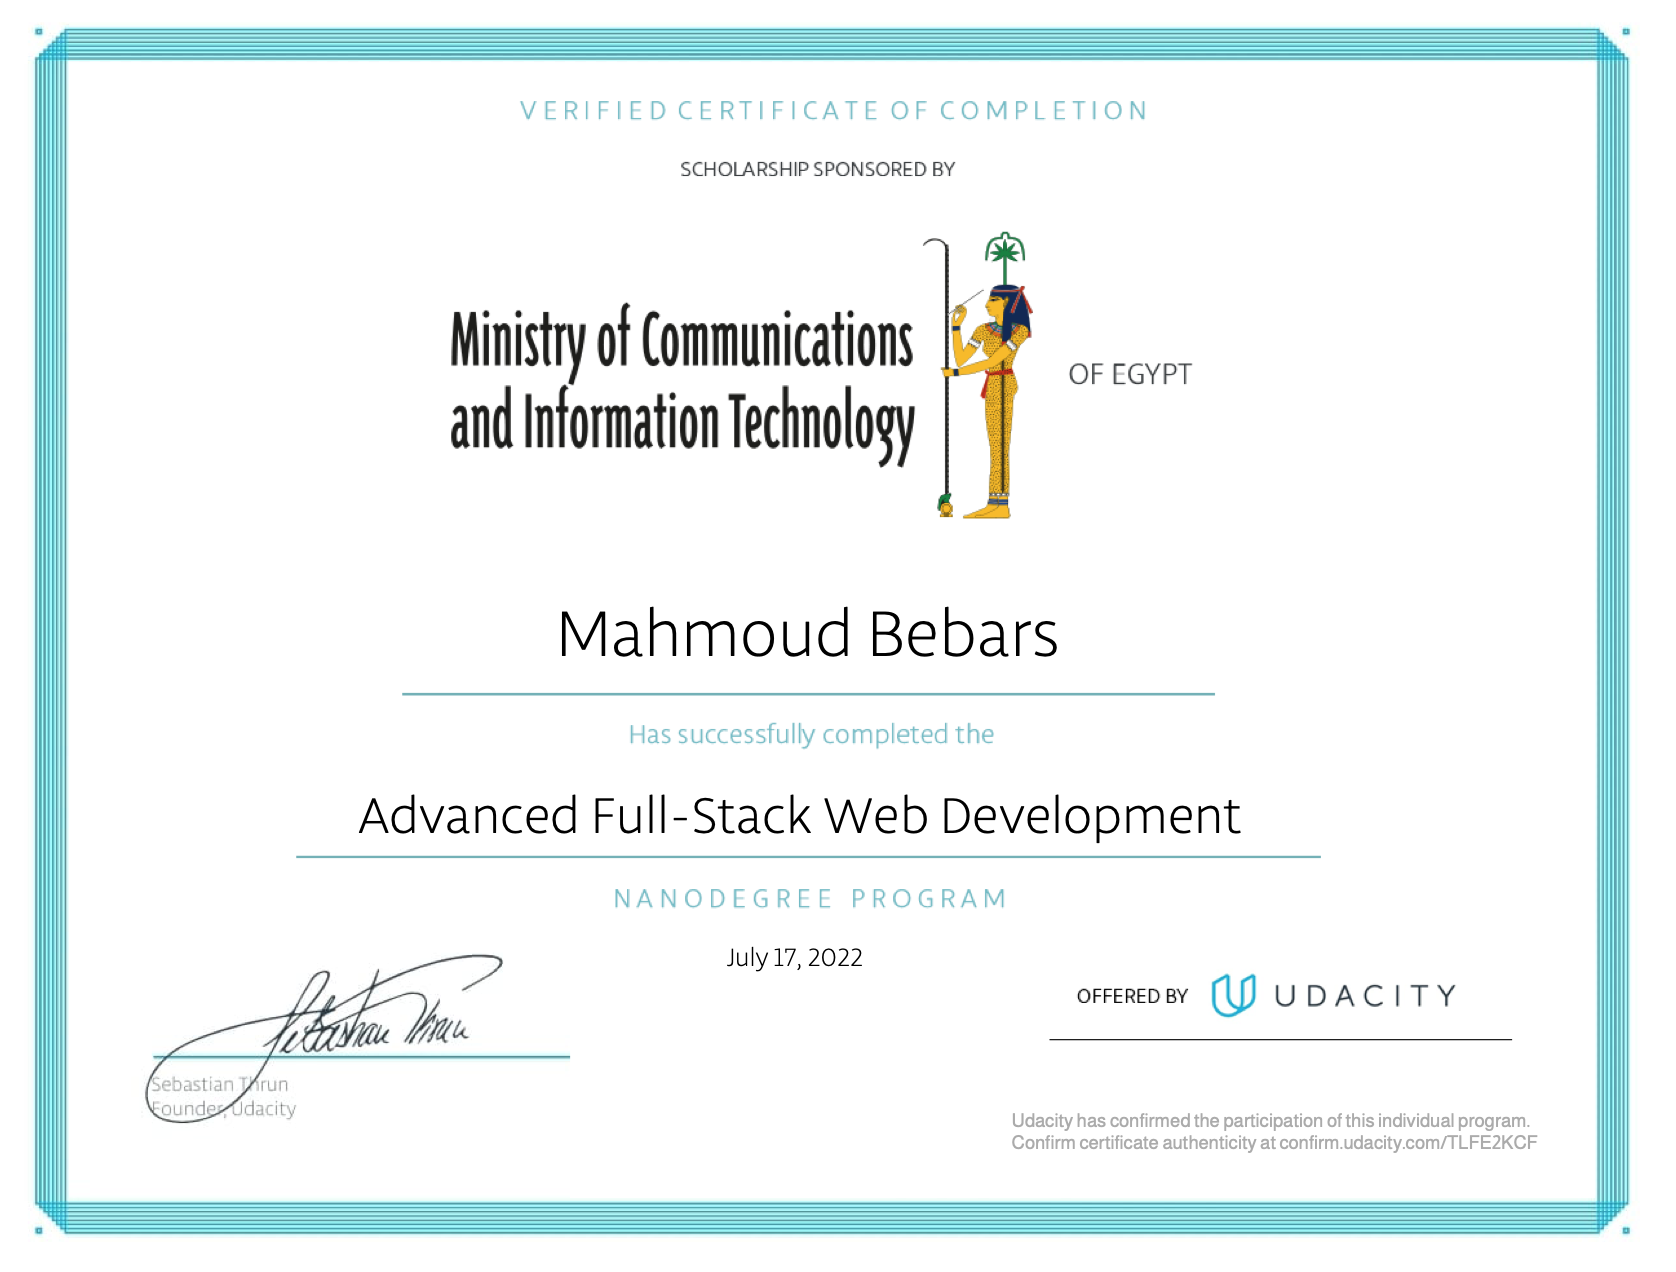 VERIFIED CERTIFICATE OF COMPLETION
SCHOLARSHIP SPONSORED BY
Ministry of Communications
and Information Technology
OF EGYPT
Mahmoud Bebars
Has successfully completed the
Advanced Full-Stack Web Development
NANODEGREE PROGRAM
July 17, 2022
Sebastian Thrun
Sebastian Thrun
Founder, Udacity
OFFERED BY UDACITY
Udacity has confirmed the participation of this individual program.
Confirm certificate authenticity at confirm.udacity.com/TLFE2KCF